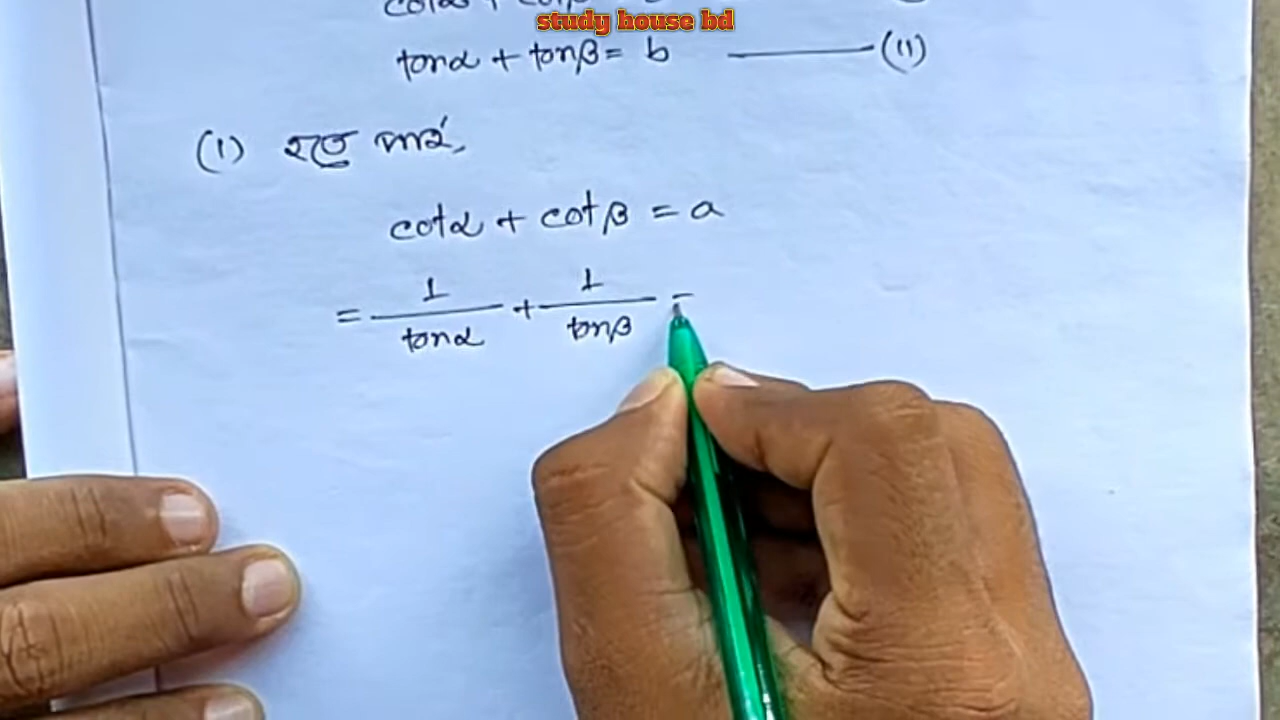 study house bd
tanα + tanβ = b ——— (II)
(I) হতে পাই,
cotα + cotβ = a
= 1/tanα + 1/tanβ =